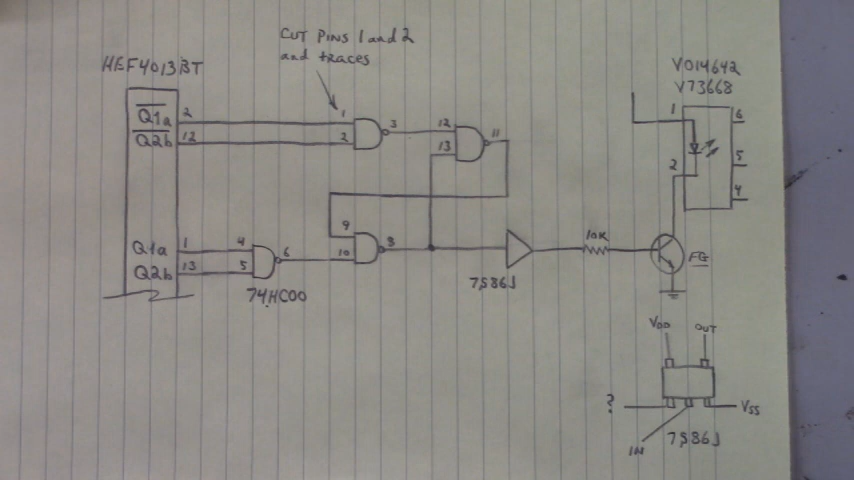 CUT PINS 1 and 2
and traces
HEF4013BT
VO14642
V73668
Q1a 2
Q2b 12
1
2
3
12
13
11
1
2
6
5
4
Q1a 1
Q2b 13
4
5
6
9
10
8
10K
FG
74HC00
7S86J
VDD OUT
? VSS
IN
7S86J